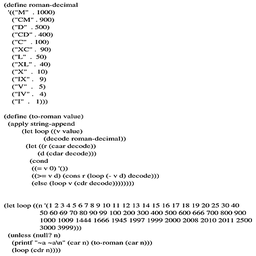 (define roman-decimal
'(("M" . 1000)
("CM" . 900)
("D" . 500)
("CD" . 400)
("C" . 100)
("XC" . 90)
("L" . 50)
("XL" . 40)
("X" . 10)
("IX" . 9)
("V" . 5)
("IV" . 4)
("I" . 1)))
(define (to-roman value)
(apply string-append
(let loop ((v value)
(decode roman-decimal))
(let ((r (caar decode))
(d (cdar decode)))
(cond
((= v 0) '())
((>= v d) (cons r (loop (- v d) decode)))
(else (loop v (cdr decode))))))))
(let loop ((n '(1 2 3 4 5 6 7 8 9 10 11 12 13 14 15 16 18 19 20 25 30 40
50 60 69 70 80 90 99 100 200 300 400 500 600 666 700 800 900
1000 1009 1444 1666 1945 1997 1999 2000 2008 2010 2011 2500
3000 3999)))
(unless (null? n)
(printf "~a ~a\n" (car n) (to-roman (car n)))
(loop (cdr n))))